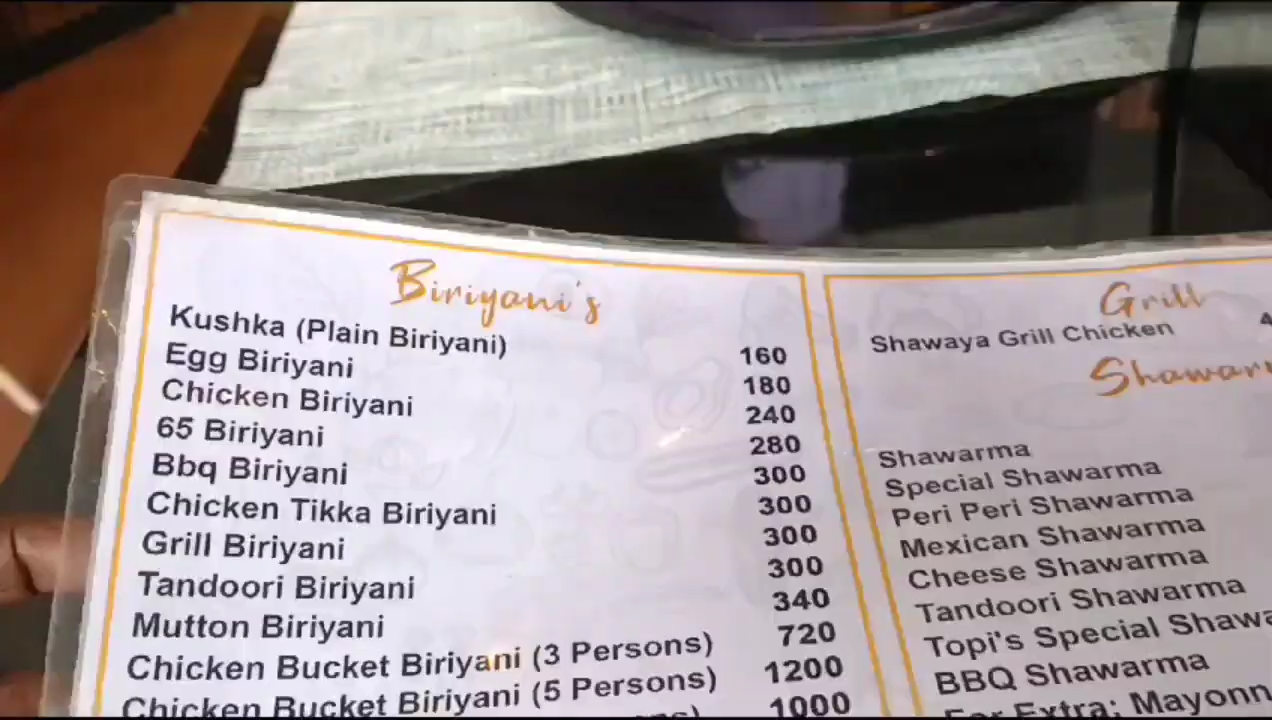 Biriyani's
Kushka (Plain Biriyani) 160
Egg Biriyani 180
Chicken Biriyani 240
65 Biriyani 280
Bbq Biriyani 300
Chicken Tikka Biriyani 300
Grill Biriyani 300
Tandoori Biriyani 300
Mutton Biriyani 340
Chicken Bucket Biriyani (3 Persons) 720
Chicken Bucket Biriyani (5 Persons) 1200
1000
Grill
Shawaya Grill Chicken
Shawarma
Special Shawarma
Peri Peri Shawarma
Mexican Shawarma
Cheese Shawarma
Tandoori Shawarma
Topi's Special
BBQ Shawarma
For Extra: